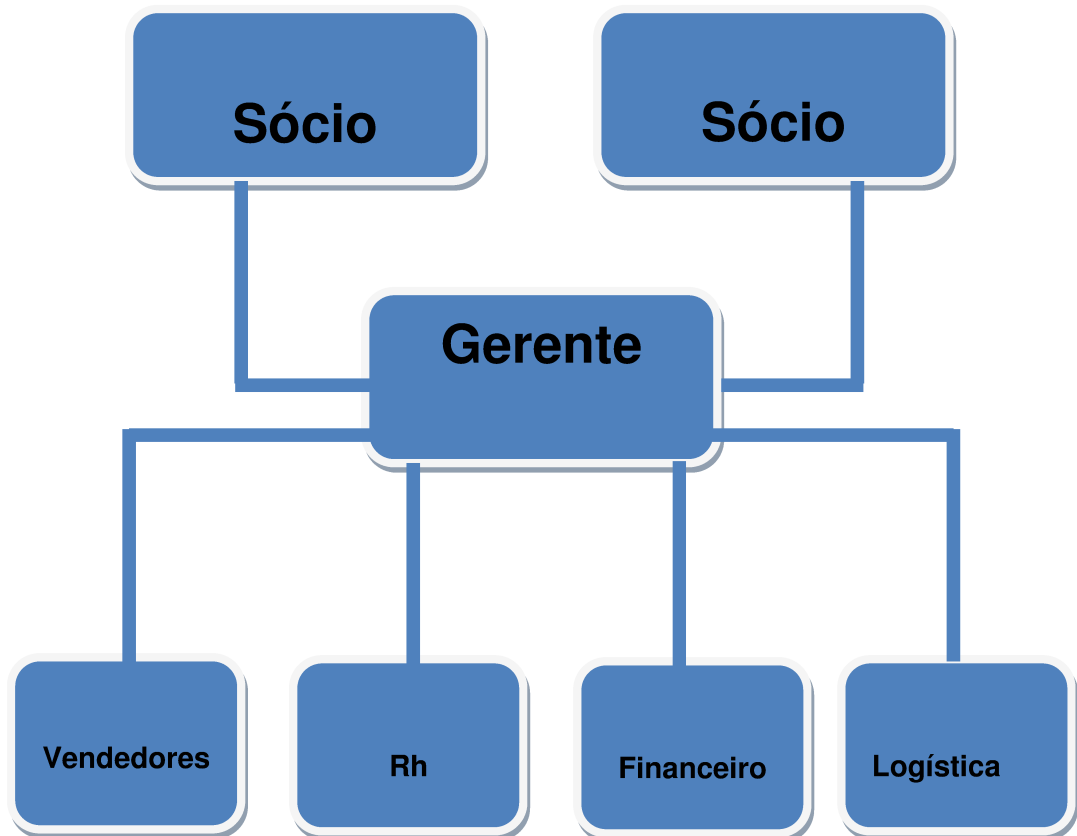 Sócio
Sócio
Gerente
Vendedores
Rh
Financeiro
Logística